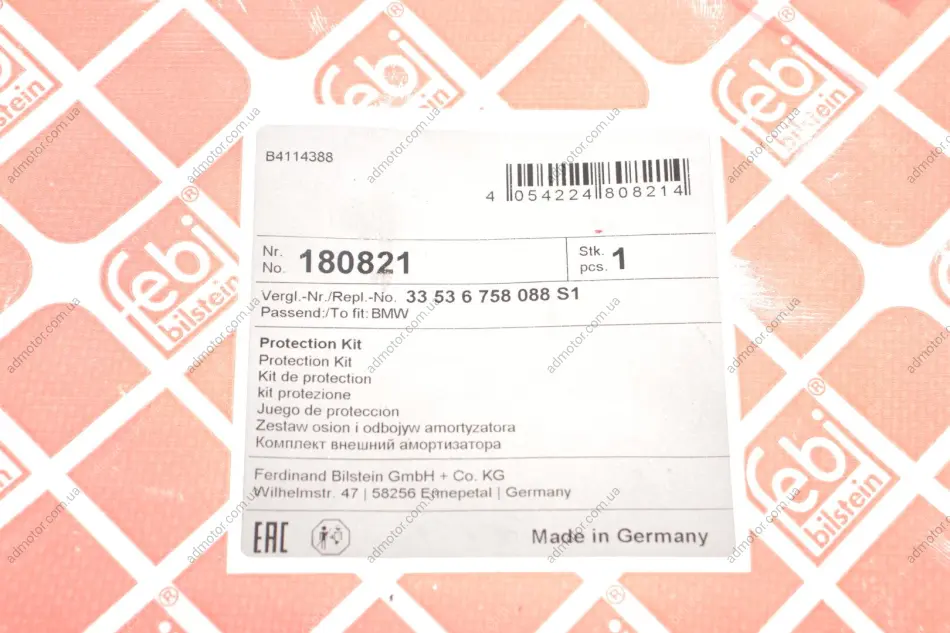 febi
bilstein
®
B4114388
4 054224 808214
Nr.
No. 180821
Stk.
pcs. 1
Vergl.-Nr./Repl.-No. 33 53 6 758 088 S1
Passend:/To fit: BMW
Protection Kit
Protection Kit
Kit de protection
kit protezione
Juego de protección
Zestaw osion i odbojyw amortyzatora
Комплект внешний амортизатора
Ferdinand Bilstein GmbH + Co. KG
Wilhelmstr. 47 | 58256 Ennepetal | Germany
EAC
Made in Germany
admotor.com.ua